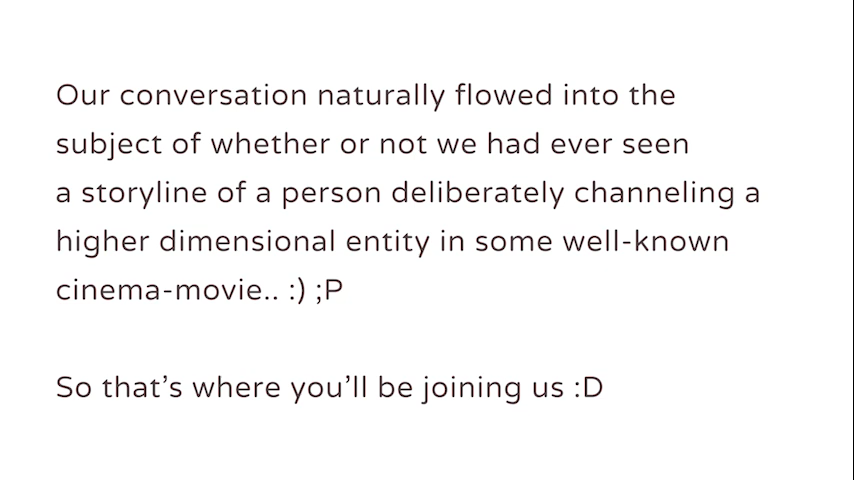 Our conversation naturally flowed into the
subject of whether or not we had ever seen
a storyline of a person deliberately channeling a
higher dimensional entity in some well-known
cinema-movie.. :) ;P
So that’s where you’ll be joining us :D